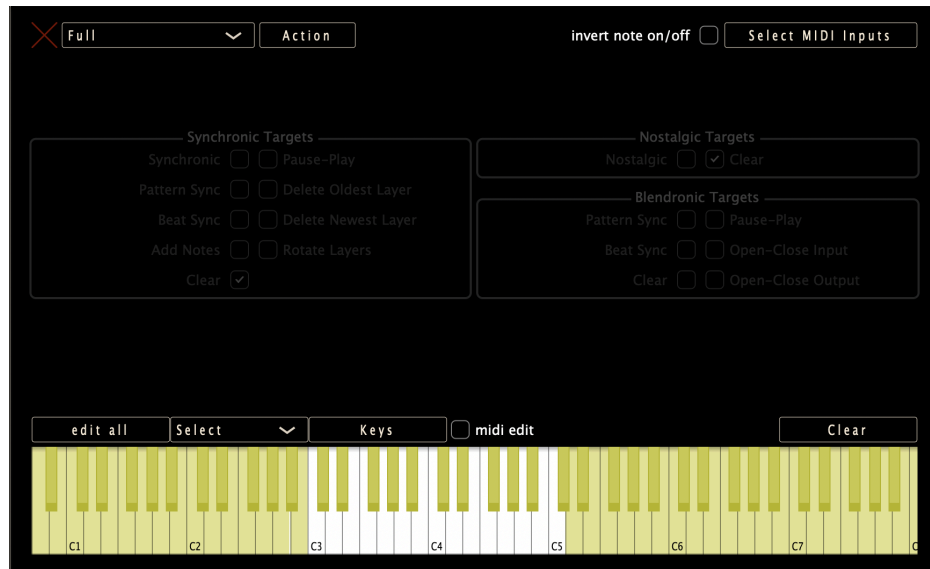 Full Action invert note on/off Select MIDI Inputs
Synchronic Targets
Synchronic Pause-Play
Pattern Sync Delete Oldest Layer
Beat Sync Delete Newest Layer
Add Notes Rotate Layers
Clear
Nostalgic Targets
Nostalgic Clear
Blendronic Targets
Pattern Sync Pause-Play
Beat Sync Open-Close Input
Clear Open-Close Output
edit all Select Keys midi edit Clear
C1 C2 C3 C4 C5 C6 C7 C